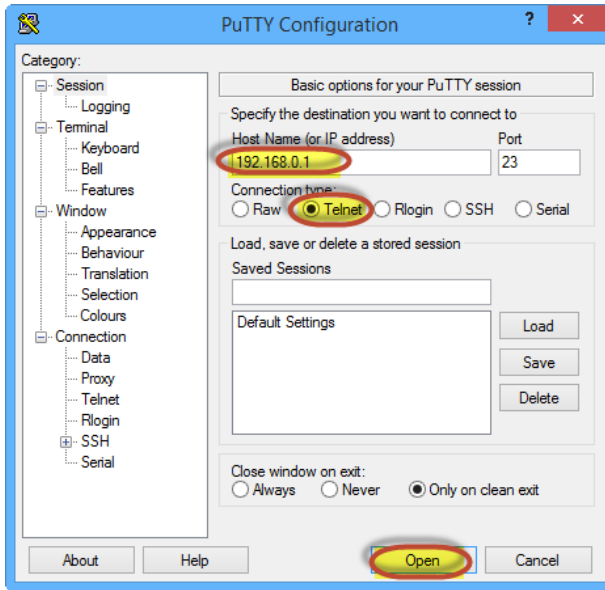 PuTTY Configuration
?
Category:
Session
Logging
Terminal
Keyboard
Bell
Features
Window
Appearance
Behaviour
Translation
Selection
Colours
Connection
Data
Proxy
Telnet
Rlogin
SSH
Serial
Basic options for your PuTTY session
Specify the destination you want to connect to
Host Name (or IP address) Port
192.168.0.1 23
Connection type:
Raw Telnet Rlogin SSH Serial
Load, save or delete a stored session
Saved Sessions
Default Settings
Load
Save
Delete
Close window on exit:
Always Never Only on clean exit
About Help Open Cancel